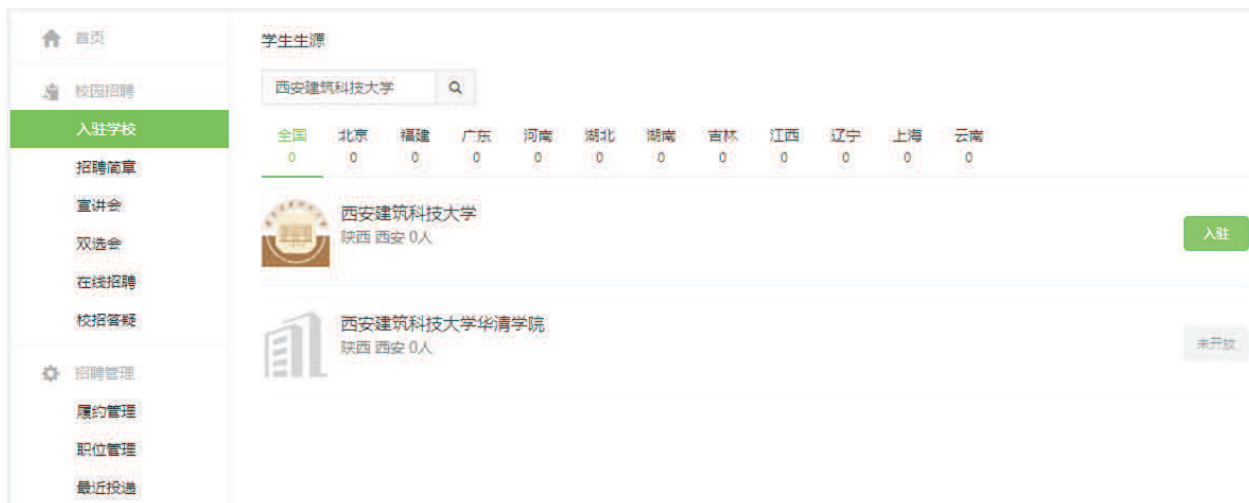 首页
校园招聘
入驻学校
招聘简章
宣讲会
双选会
在线招聘
校招答疑
招聘管理
履约管理
职位管理
最近投递
学生生源
西安建筑科技大学
全国 北京 福建 广东 河南 湖北 湖南 吉林 江西 辽宁 上海 云南
0 0 0 0 0 0 0 0 0 0 0 0
西安建筑科技大学
陕西 西安 0人
入驻
西安建筑科技大学华清学院
陕西 西安 0人
未开放